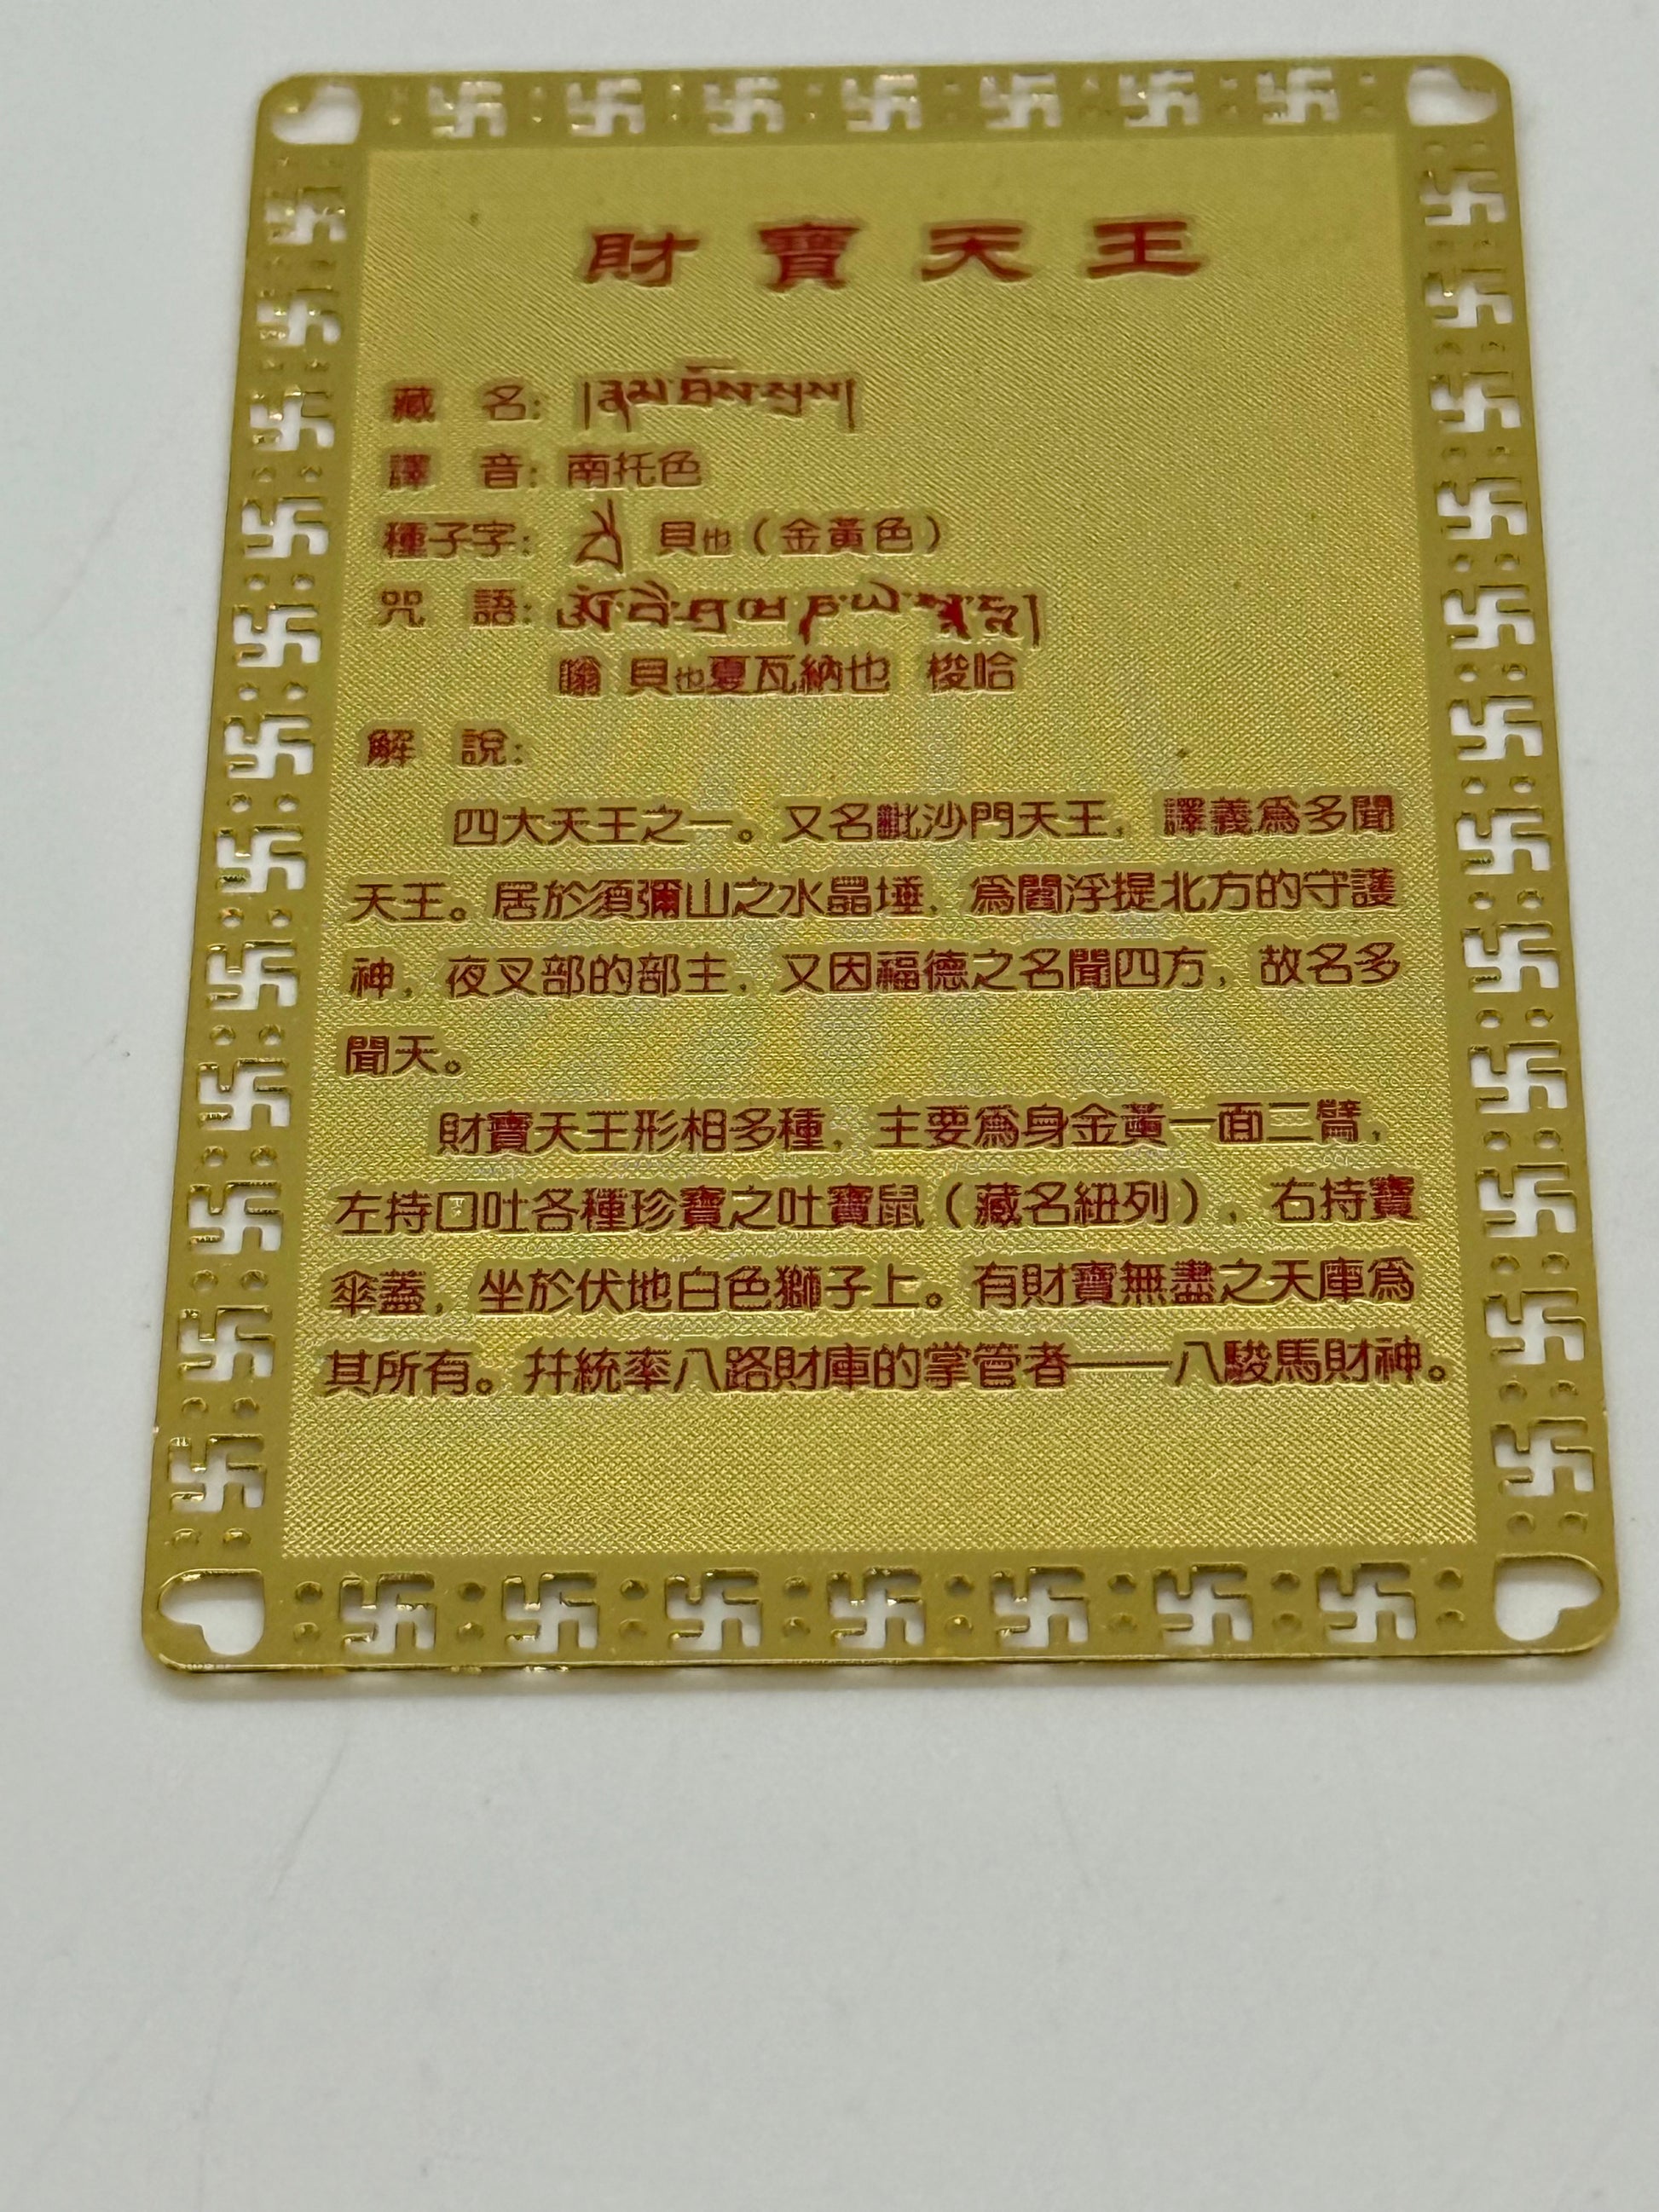 財寶天王
藏 名: །རྣམ་ཐོས་སྲས།
譯 音: 南托色
種子字: 貝也（金黃色）
咒 語:
嗡 貝也夏瓦納也 梭哈
解 說:
四大天王之一。又名毗沙門天王，譯義為多聞
天王。居於須彌山之水晶埵，為閻浮提北方的守護
神，夜叉部的部主，又因福德之名聞四方，故名多
聞天。
財寶天王形相多種，主要為身金黃一面二臂，
左持口吐各種珍寶之吐寶鼠（藏名紐列），右持寶
傘蓋，坐於伏地白色獅子上。有財寶無盡之天庫為
其所有。幷統率八路財庫的掌管者——八駿馬財神。